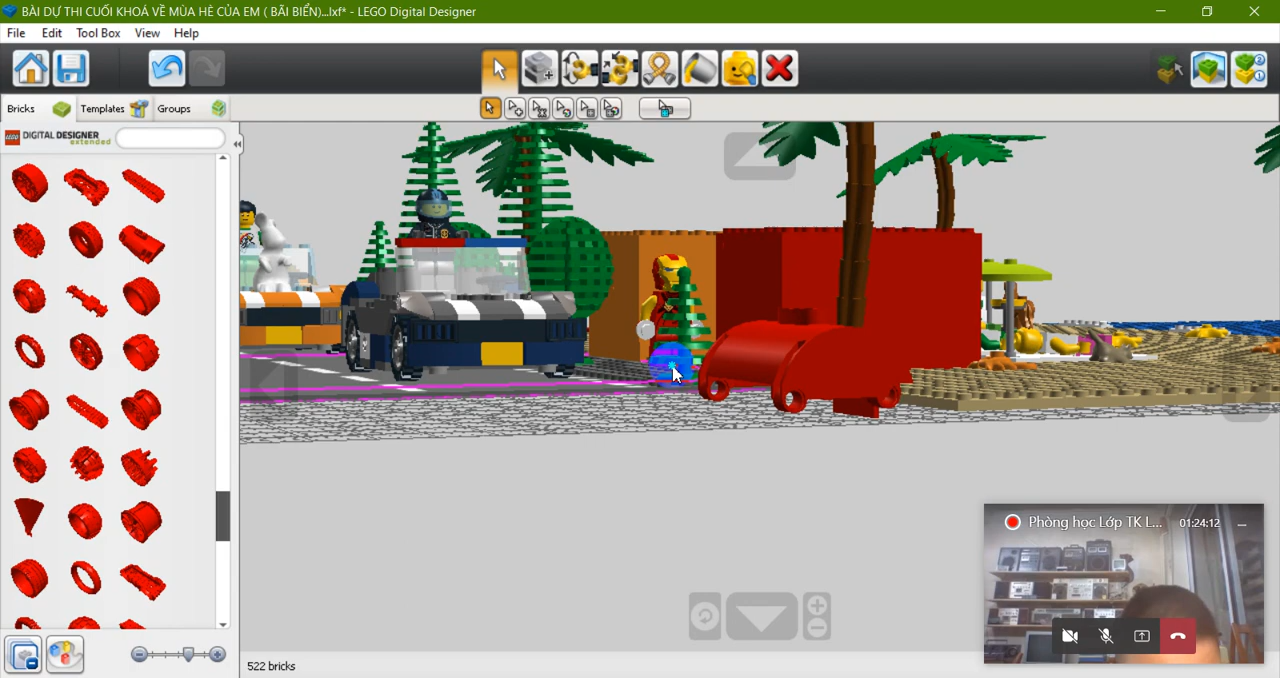 BÀI DỰ THI CUỐI KHOÁ VỀ MÙA HÈ CỦA EM ( BÃI BIỂN)...lxf* - LEGO Digital Designer
File Edit Tool Box View Help
Bricks Templates Groups
LEGO DIGITAL DESIGNER
extended
Phòng học Lớp TK L... 01:24:12
522 bricks